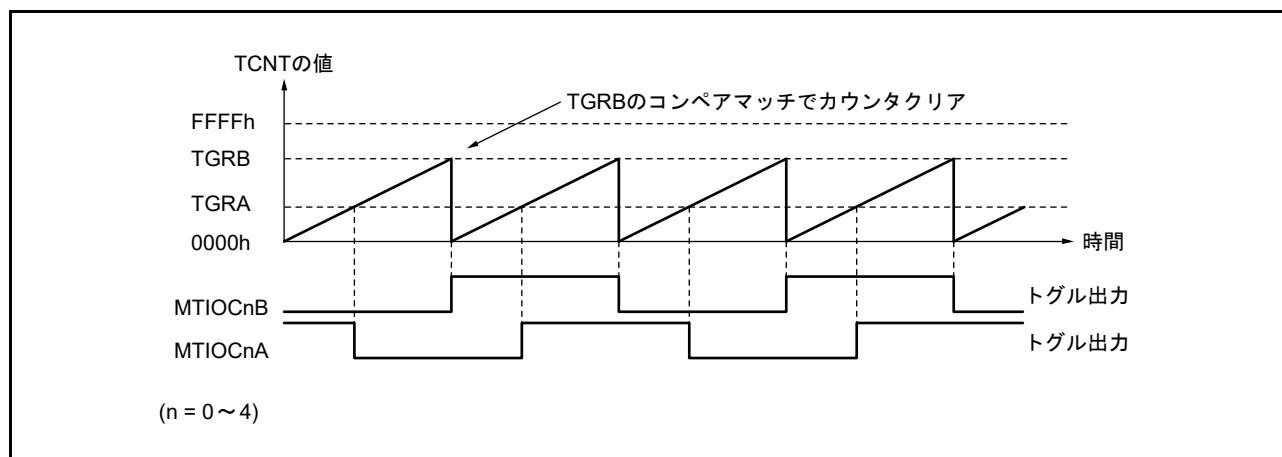 TCNTの値
TGRBのコンペアマッチでカウンタクリア
FFFFh
TGRB
TGRA
0000h
時間
MTIOCnB
トグル出力
MTIOCnA
トグル出力
(n = 0～4)